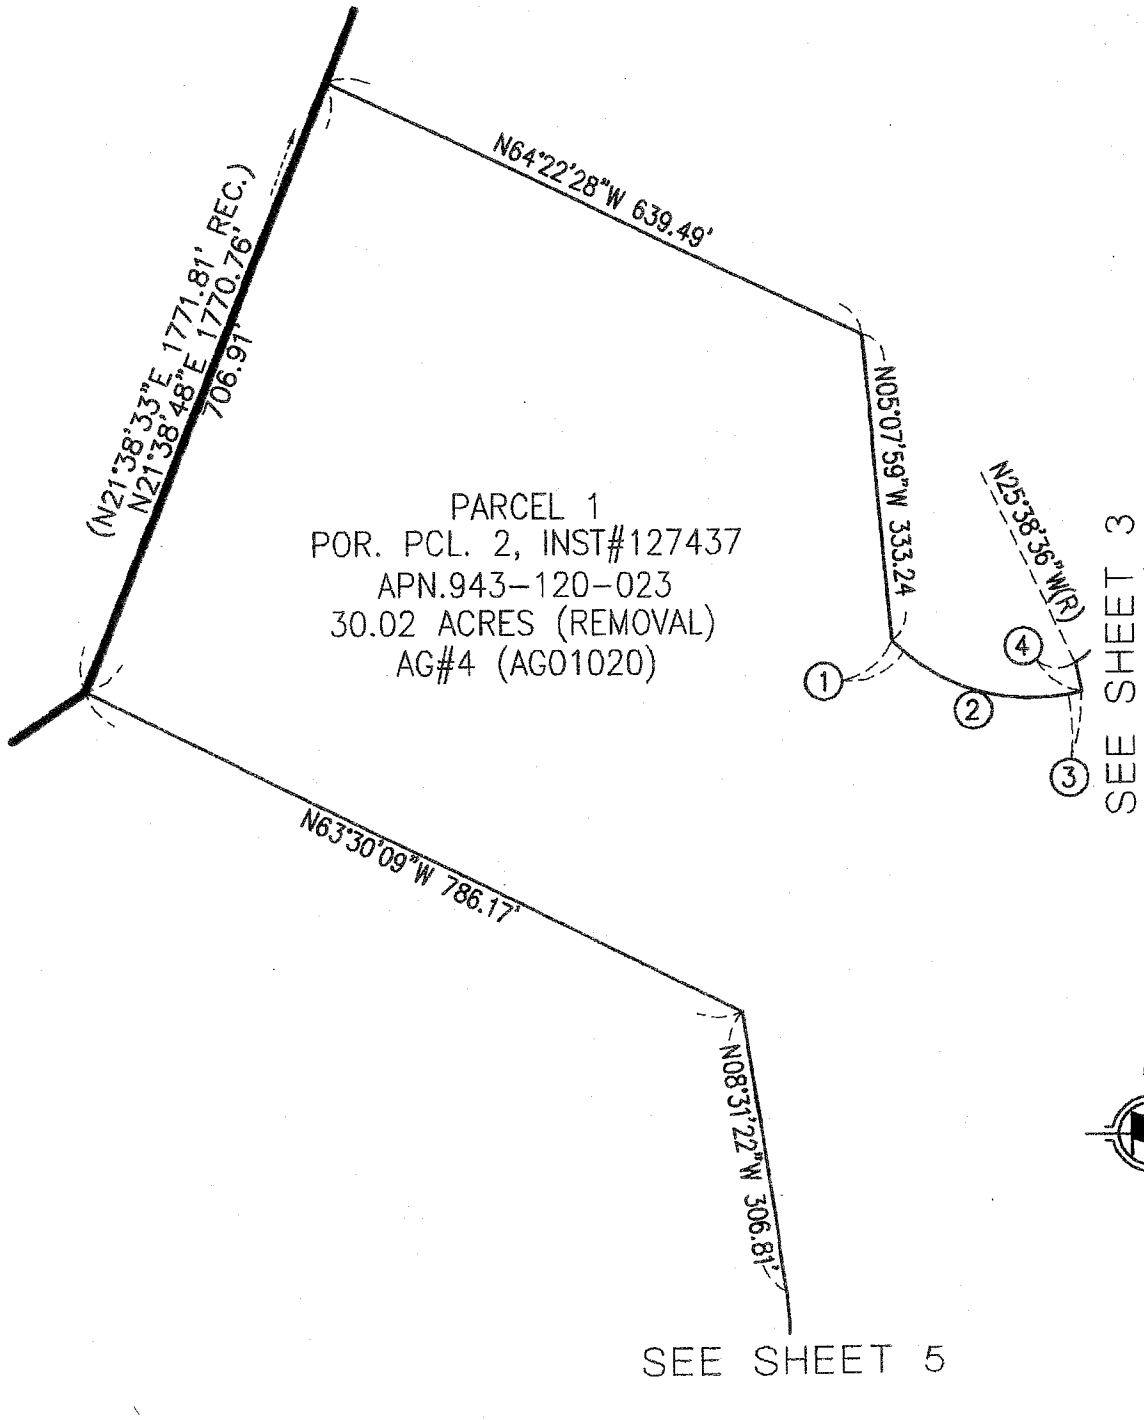 N64°22'28"W 639.49'
(N21°38'33"E 1771.81' REC.)
N21°38'48"E 1770.76'
706.91'
N05°07'59"W 333.24
N25°38'36"W(R)
PARCEL 1
POR. PCL. 2, INST#127437
APN.943-120-023
30.02 ACRES (REMOVAL)
AG#4 (AG01020)
1
2
3
4
SEE SHEET 3
N63°30'09"W 786.17'
N08°31'22"W 306.81'
SEE SHEET 5